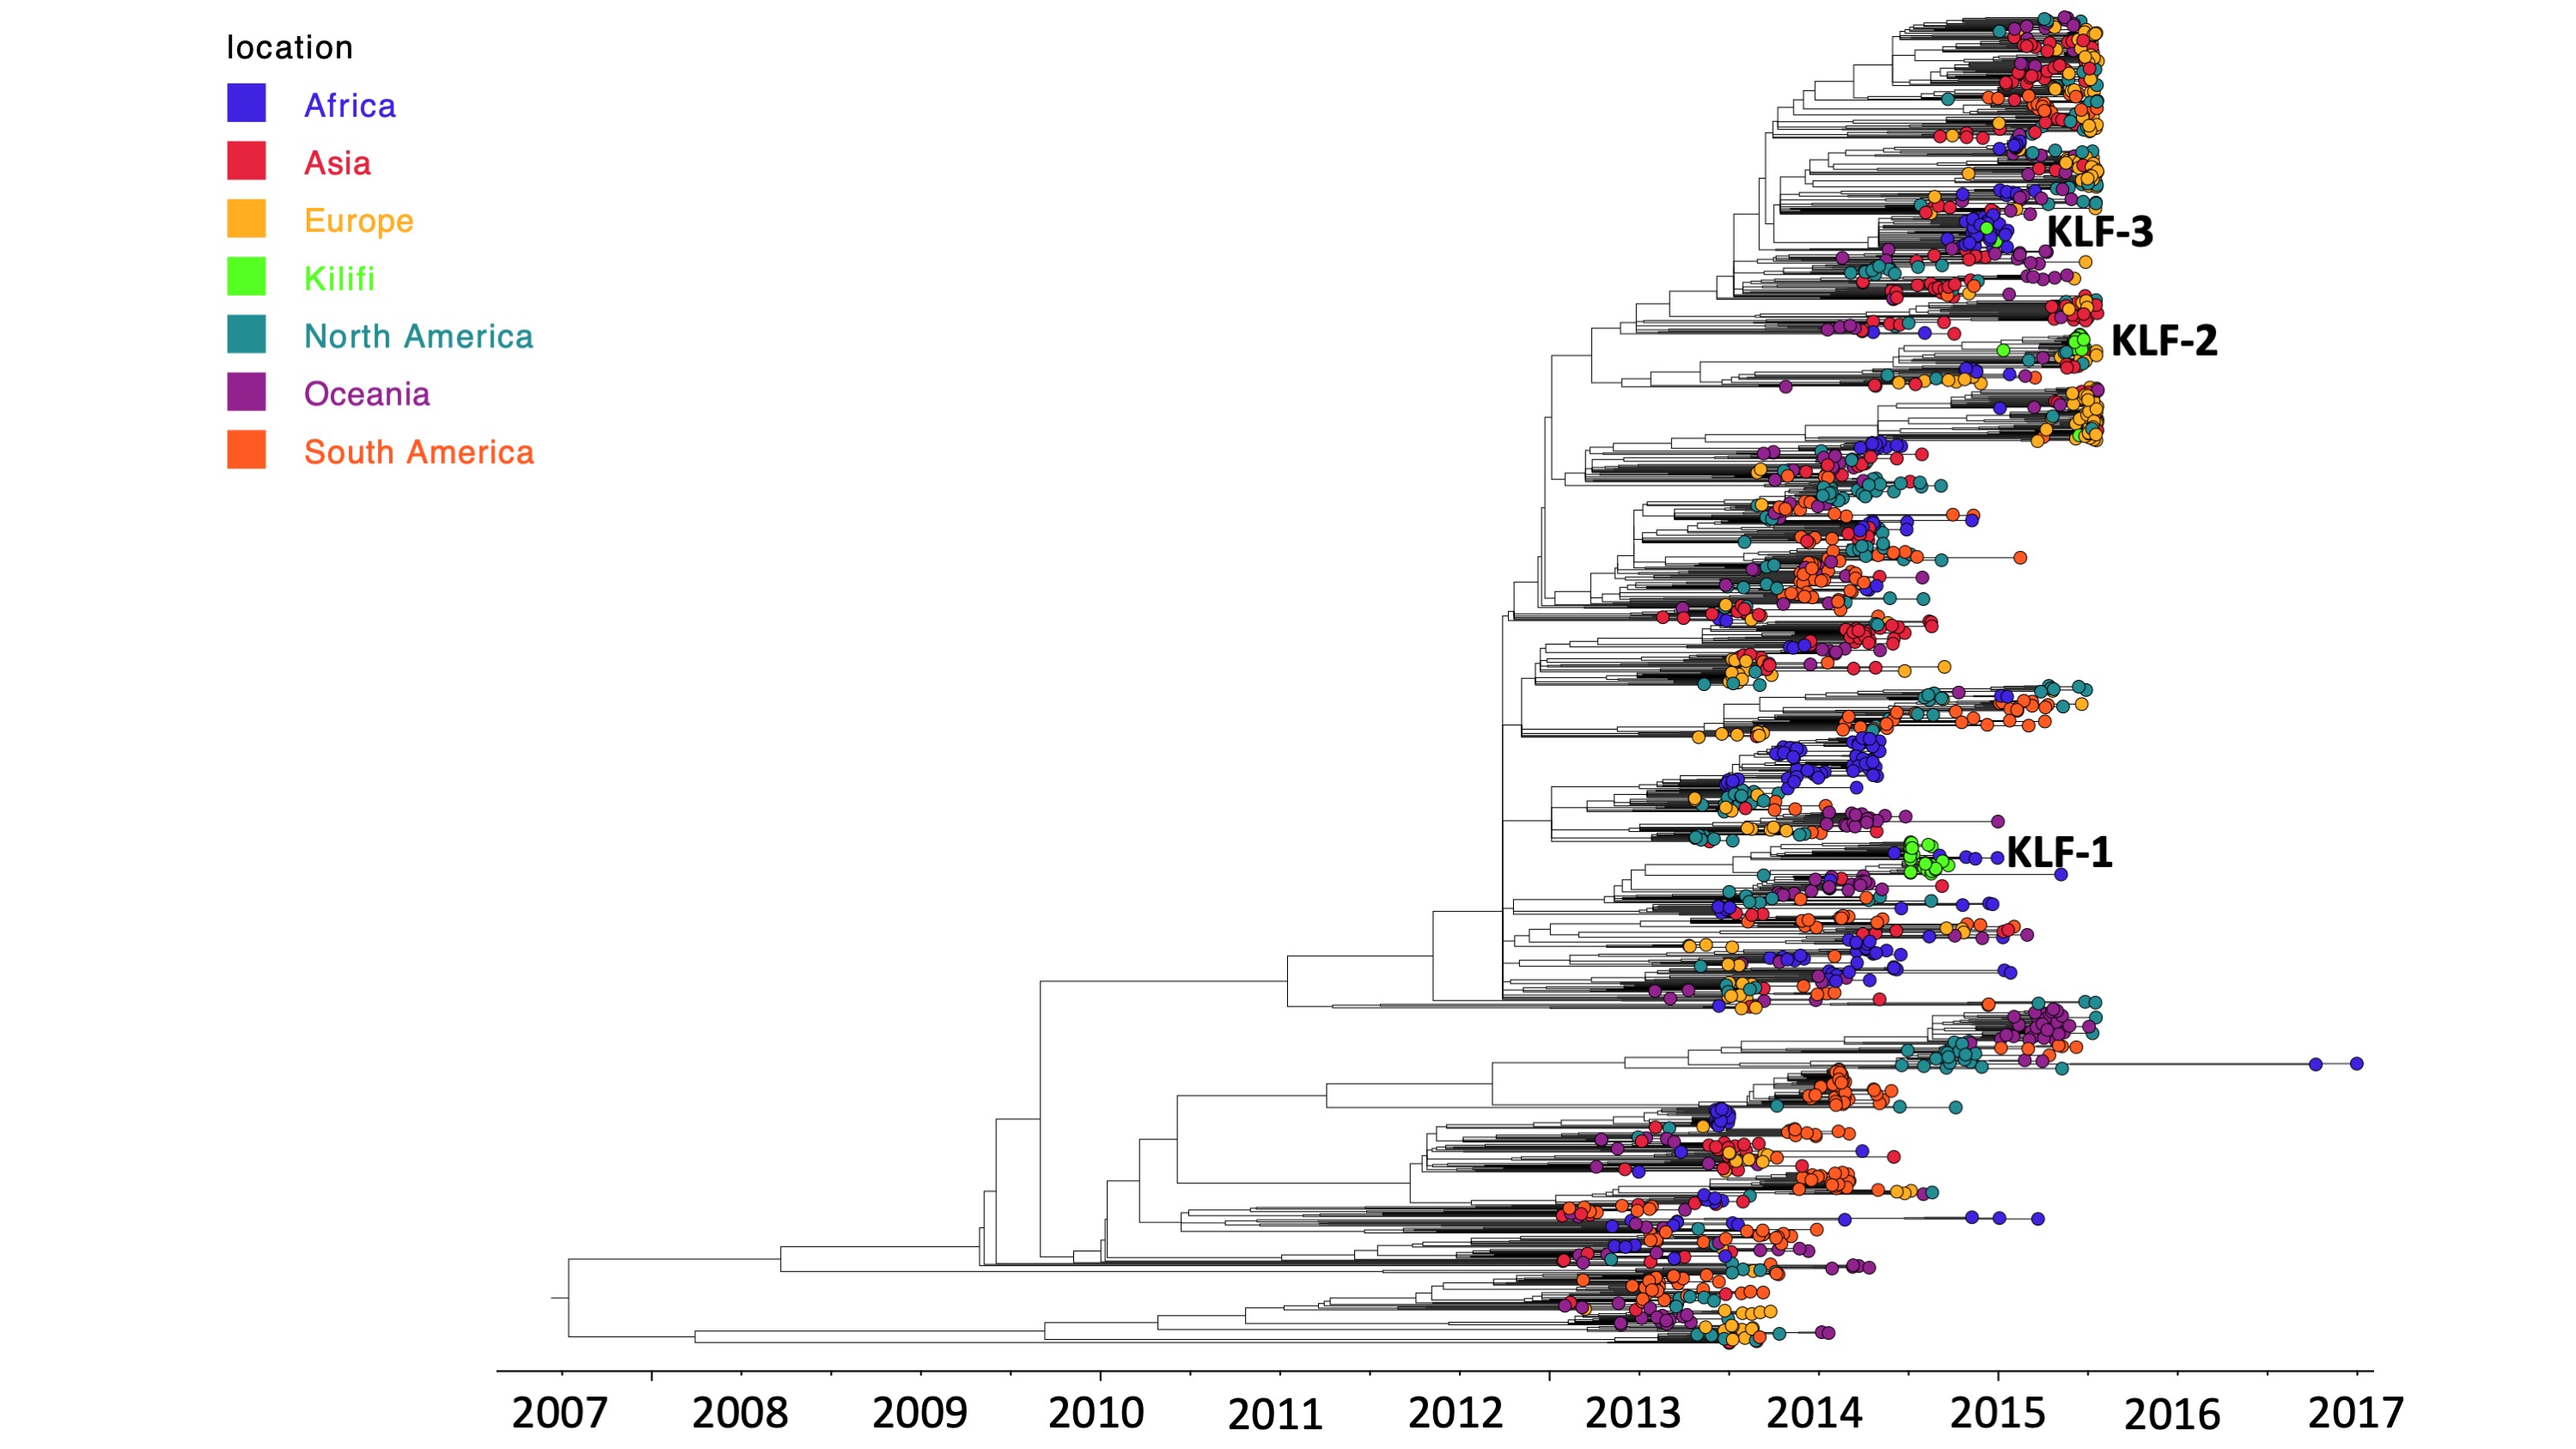 location
Africa
Asia
Europe
Kilifi
North America
Oceania
South America
KLF-3
KLF-2
KLF-1
2007 2008 2009 2010 2011 2012 2013 2014 2015 2016 2017